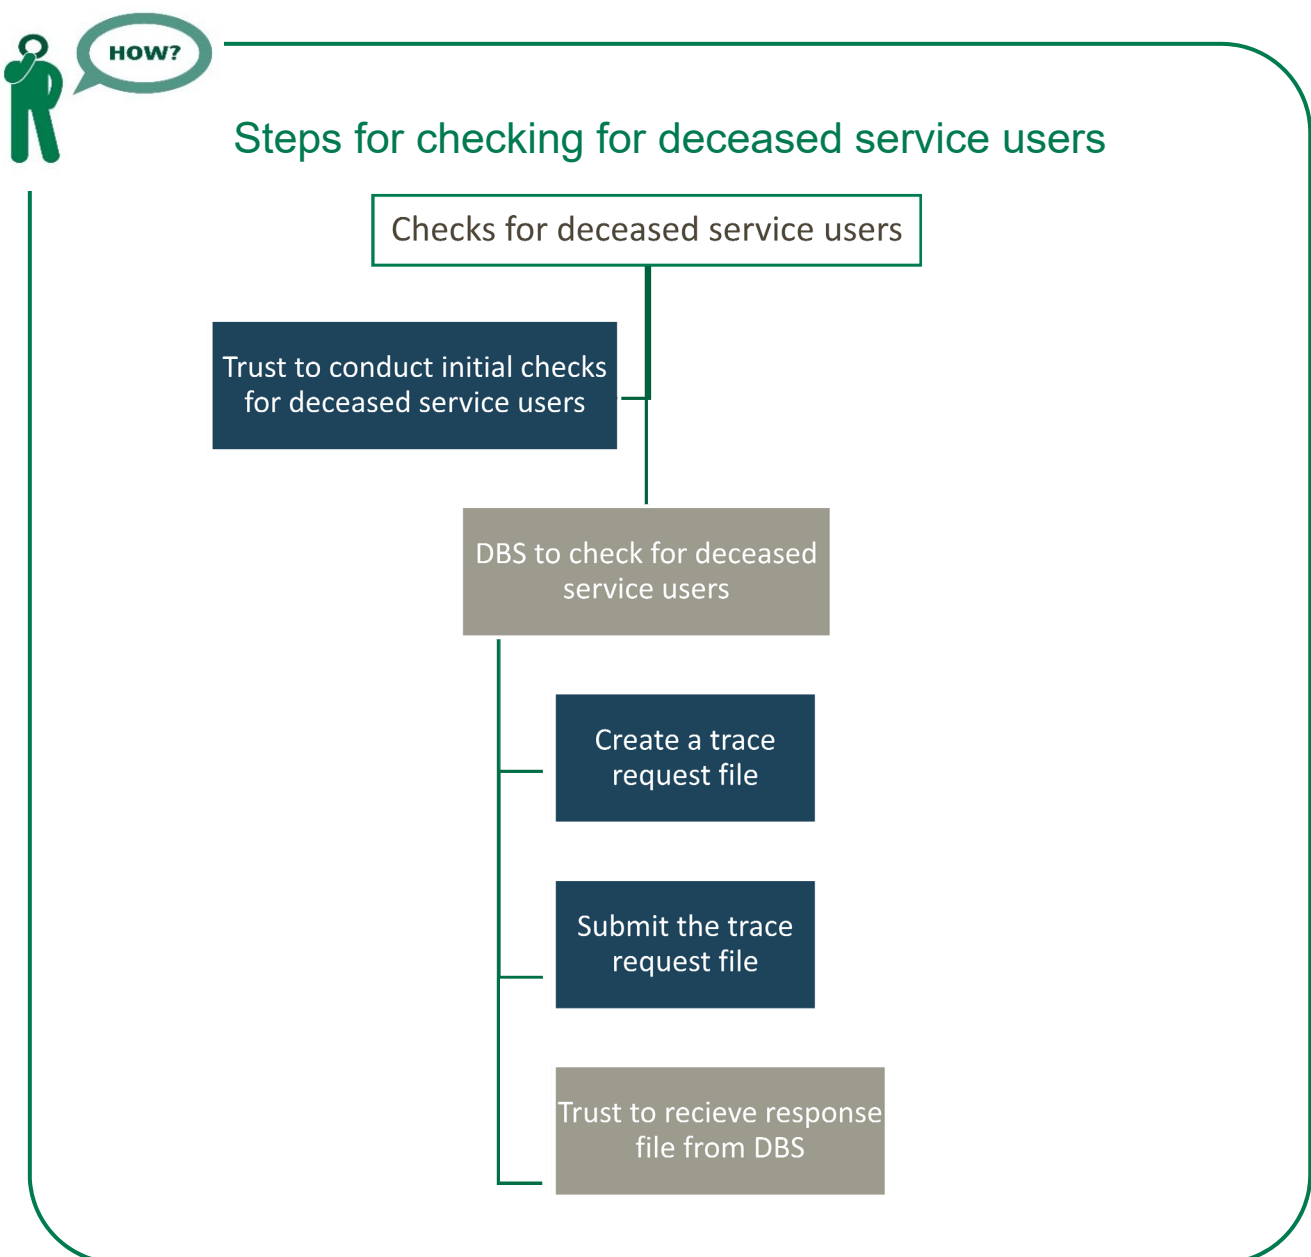 HOW?
Steps for checking for deceased service users
Checks for deceased service users
Trust to conduct initial checks
for deceased service users
DBS to check for deceased
service users
Create a trace
request file
Submit the trace
request file
Trust to recieve response
file from DBS